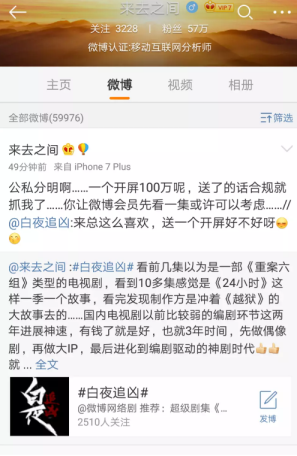 来去之间 VIP7
关注 3228 | 粉丝 57万
微博认证:移动互联网分析师
主页 微博 视频 相册
全部微博(59976) 筛选
来去之间
49分钟前 来自 iPhone 7 Plus
公私分明啊……一个开屏100万呢，送了的话合规就
抓我了……你让微博会员先看一集或许可以考虑……//
@白夜追凶:来总这么喜欢，送一个开屏好不好呀
@来去之间 :#白夜追凶# 看前几集以为是一部《重案六
组》类型的电视剧，看到10多集感觉是《24小时》这
样一季一个故事，看完发现制作方是冲着《越狱》的
大故事去的……国内电视剧以前比较弱的编剧环节这两
年进展神速，有钱了就是好，也就3年时间，先做偶像
剧，再做大IP，最后进化到编剧驱动的神剧时代
就 ... 全文
白夜追凶
#白夜追凶#
@微博网络剧 推荐：超级剧集《...
2510人关注
发博